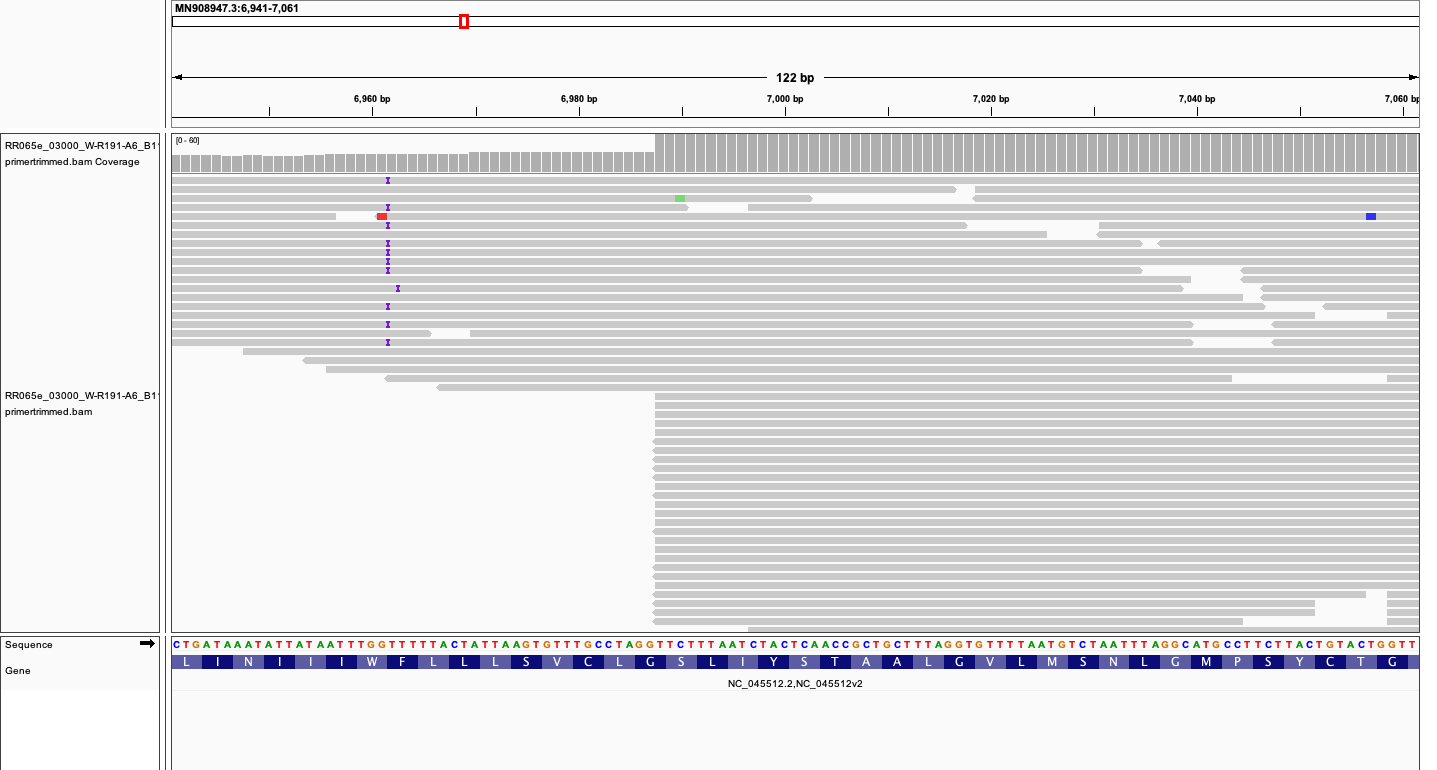 MN908947.3:6,941-7,061
122 bp
6,960 bp 6,980 bp 7,000 bp 7,020 bp 7,040 bp 7,060 bp
[0 - 60]
RR065e_03000_W-R191-A6_B1
primertrimmed.bam Coverage
RR065e_03000_W-R191-A6_B1
primertrimmed.bam
Sequence
CTGATAAATATTATAATTTGGTTTTTACTATTAAGTGTTTGCCTAGGTTCTTTAATCTACTCAACCGCTGCTTTAGGTGTTTTAATGTCTAATTTAGGCATGCCTTCTTACTGTACTGGTT
Gene
L I N I I I W F L L L S V C L G S L I Y S T A A L G V L M S N L G M P S Y C T G
NC_045512.2,NC_045512v2